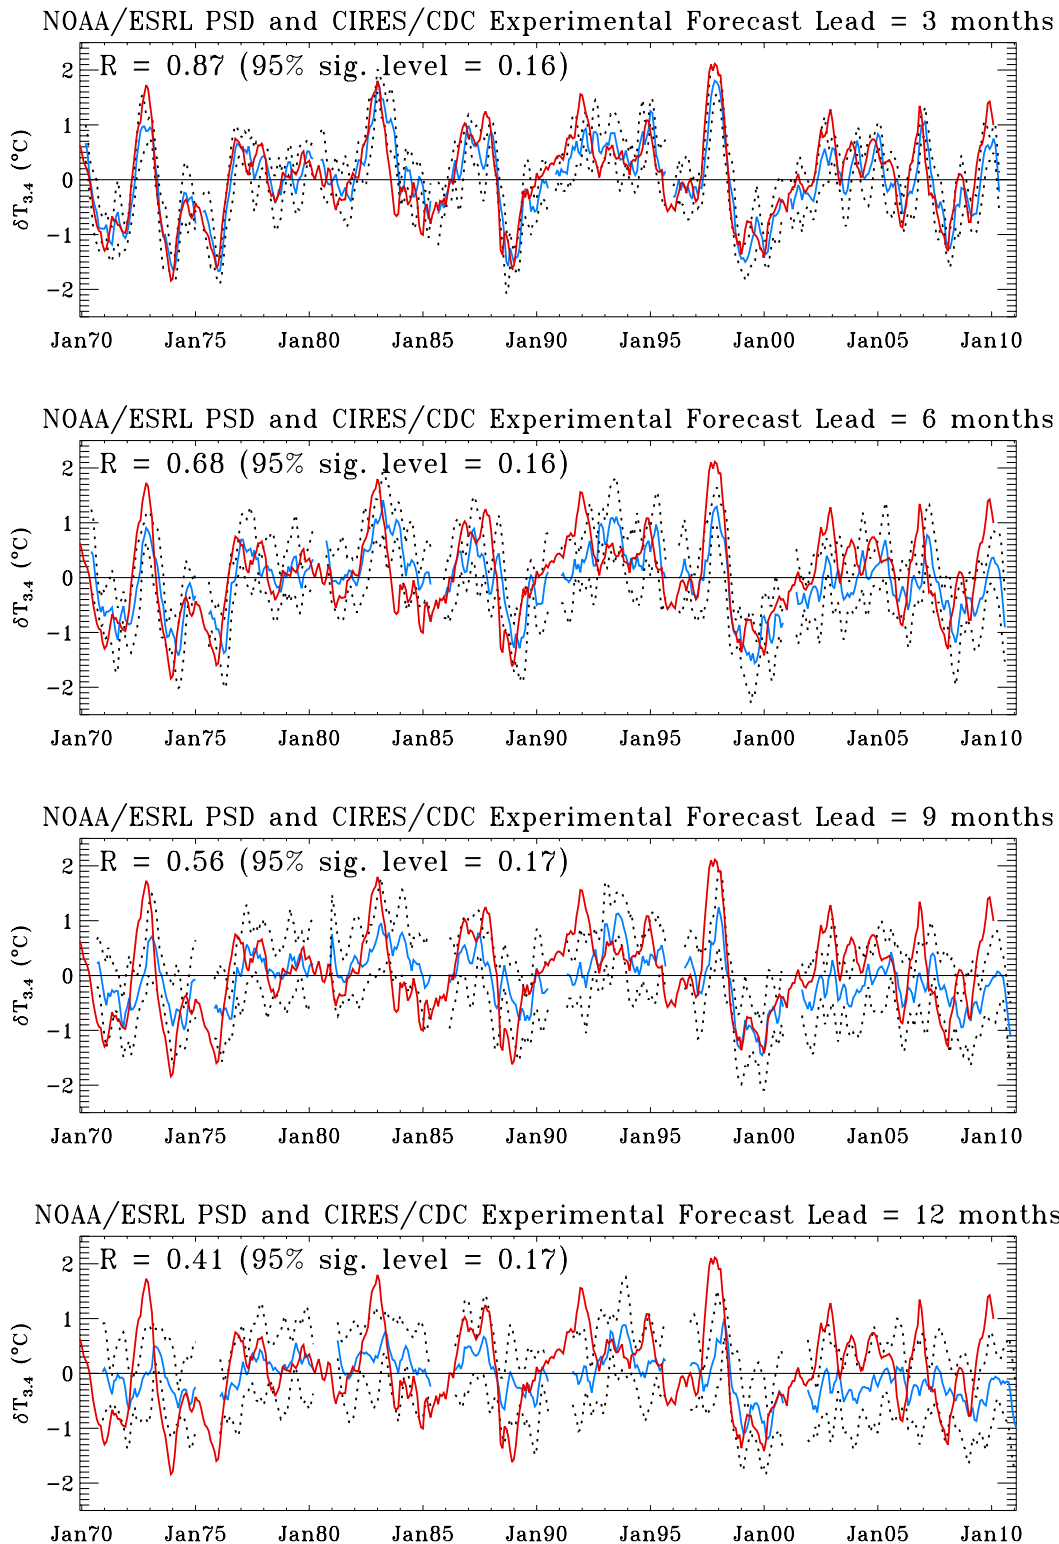 NOAA/ESRL PSD and CIRES/CDC Experimental Forecast Lead = 3 months
R = 0.87 (95% sig. level = 0.16)
2
1
0
−1
−2
δT3.4 (°C)
Jan70 Jan75 Jan80 Jan85 Jan90 Jan95 Jan00 Jan05 Jan10
NOAA/ESRL PSD and CIRES/CDC Experimental Forecast Lead = 6 months
R = 0.68 (95% sig. level = 0.16)
2
1
0
−1
−2
δT3.4 (°C)
Jan70 Jan75 Jan80 Jan85 Jan90 Jan95 Jan00 Jan05 Jan10
NOAA/ESRL PSD and CIRES/CDC Experimental Forecast Lead = 9 months
R = 0.56 (95% sig. level = 0.17)
2
1
0
−1
−2
δT3.4 (°C)
Jan70 Jan75 Jan80 Jan85 Jan90 Jan95 Jan00 Jan05 Jan10
NOAA/ESRL PSD and CIRES/CDC Experimental Forecast Lead = 12 months
R = 0.41 (95% sig. level = 0.17)
2
1
0
−1
−2
δT3.4 (°C)
Jan70 Jan75 Jan80 Jan85 Jan90 Jan95 Jan00 Jan05 Jan10